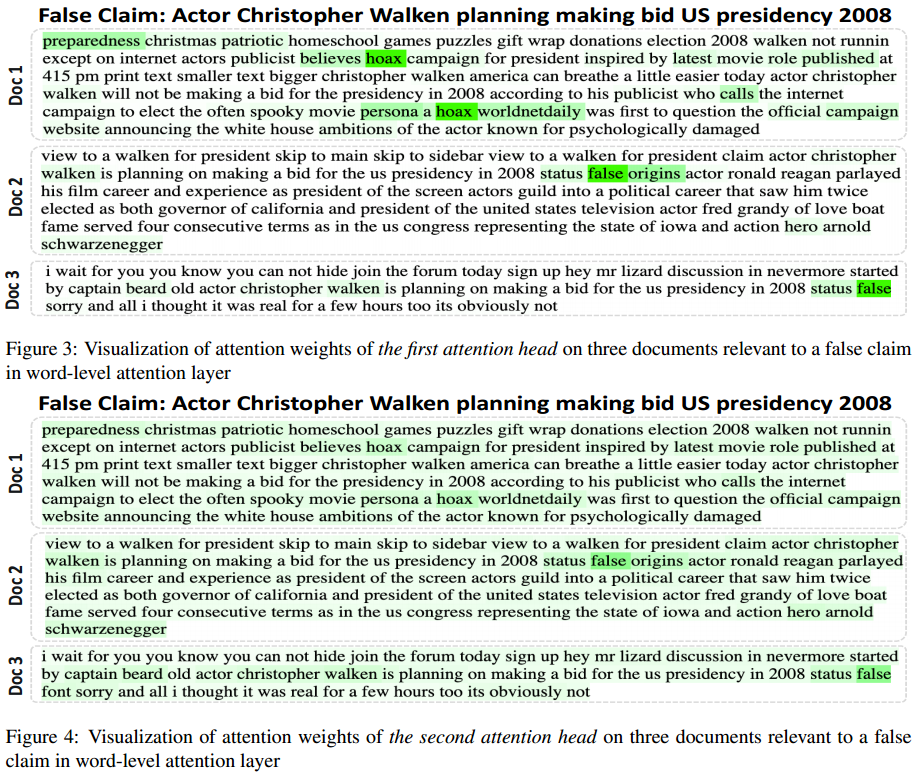 False Claim: Actor Christopher Walken planning making bid US presidency 2008
Doc 1
preparedness christmas patriotic homeschool games puzzles gift wrap donations election 2008 walken not runnin
except on internet actors publicist believes hoax campaign for president inspired by latest movie role published at
415 pm print text smaller text bigger christopher walken america can breathe a little easier today actor christopher
walken will not be making a bid for the presidency in 2008 according to his publicist who calls the internet
campaign to elect the often spooky movie persona a hoax worldnetdaily was first to question the official campaign
website announcing the white house ambitions of the actor known for psychologically damaged
Doc 2
view to a walken for president skip to main skip to sidebar view to a walken for president claim actor christopher
walken is planning on making a bid for the us presidency in 2008 status false origins actor ronald reagan parlayed
his film career and experience as president of the screen actors guild into a political career that saw him twice
elected as both governor of california and president of the united states television actor fred grandy of love boat
fame served four consecutive terms as in the us congress representing the state of iowa and action hero arnold
schwarzenegger
Doc 3
i wait for you you know you can not hide join the forum today sign up hey mr lizard discussion in nevermore started
by captain beard old actor christopher walken is planning on making a bid for the us presidency in 2008 status false
sorry and all i thought it was real for a few hours too its obviously not
Figure 3: Visualization of attention weights of the first attention head on three documents relevant to a false claim
in word-level attention layer
False Claim: Actor Christopher Walken planning making bid US presidency 2008
Doc 1
preparedness christmas patriotic homeschool games puzzles gift wrap donations election 2008 walken not runnin
except on internet actors publicist believes hoax campaign for president inspired by latest movie role published at
415 pm print text smaller text bigger christopher walken america can breathe a little easier today actor christopher
walken will not be making a bid for the presidency in 2008 according to his publicist who calls the internet
campaign to elect the often spooky movie persona a hoax worldnetdaily was first to question the official campaign
website announcing the white house ambitions of the actor known for psychologically damaged
Doc 2
view to a walken for president skip to main skip to sidebar view to a walken for president claim actor christopher
walken is planning on making a bid for the us presidency in 2008 status false origins actor ronald reagan parlayed
his film career and experience as president of the screen actors guild into a political career that saw him twice
elected as both governor of california and president of the united states television actor fred grandy of love boat
fame served four consecutive terms as in the us congress representing the state of iowa and action hero arnold
schwarzenegger
Doc 3
i wait for you you know you can not hide join the forum today sign up hey mr lizard discussion in nevermore started
by captain beard old actor christopher walken is planning on making a bid for the us presidency in 2008 status false
font sorry and all i thought it was real for a few hours too its obviously not
Figure 4: Visualization of attention weights of the second attention head on three documents relevant to a false
claim in word-level attention layer